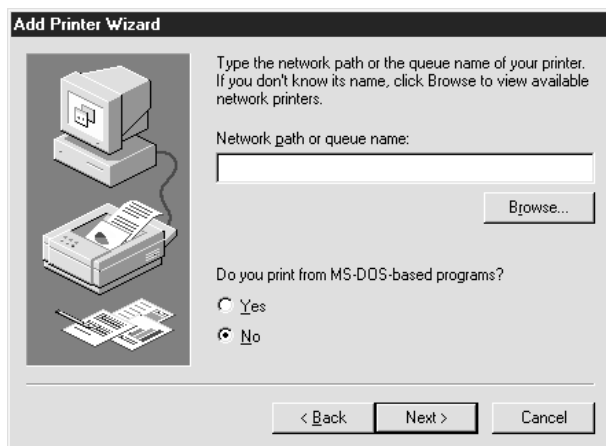 Add Printer Wizard
Type the network path or the queue name of your printer.
If you don't know its name, click Browse to view available
network printers.
Network path or queue name:
Browse...
Do you print from MS-DOS-based programs?
Yes
No
< Back
Next >
Cancel